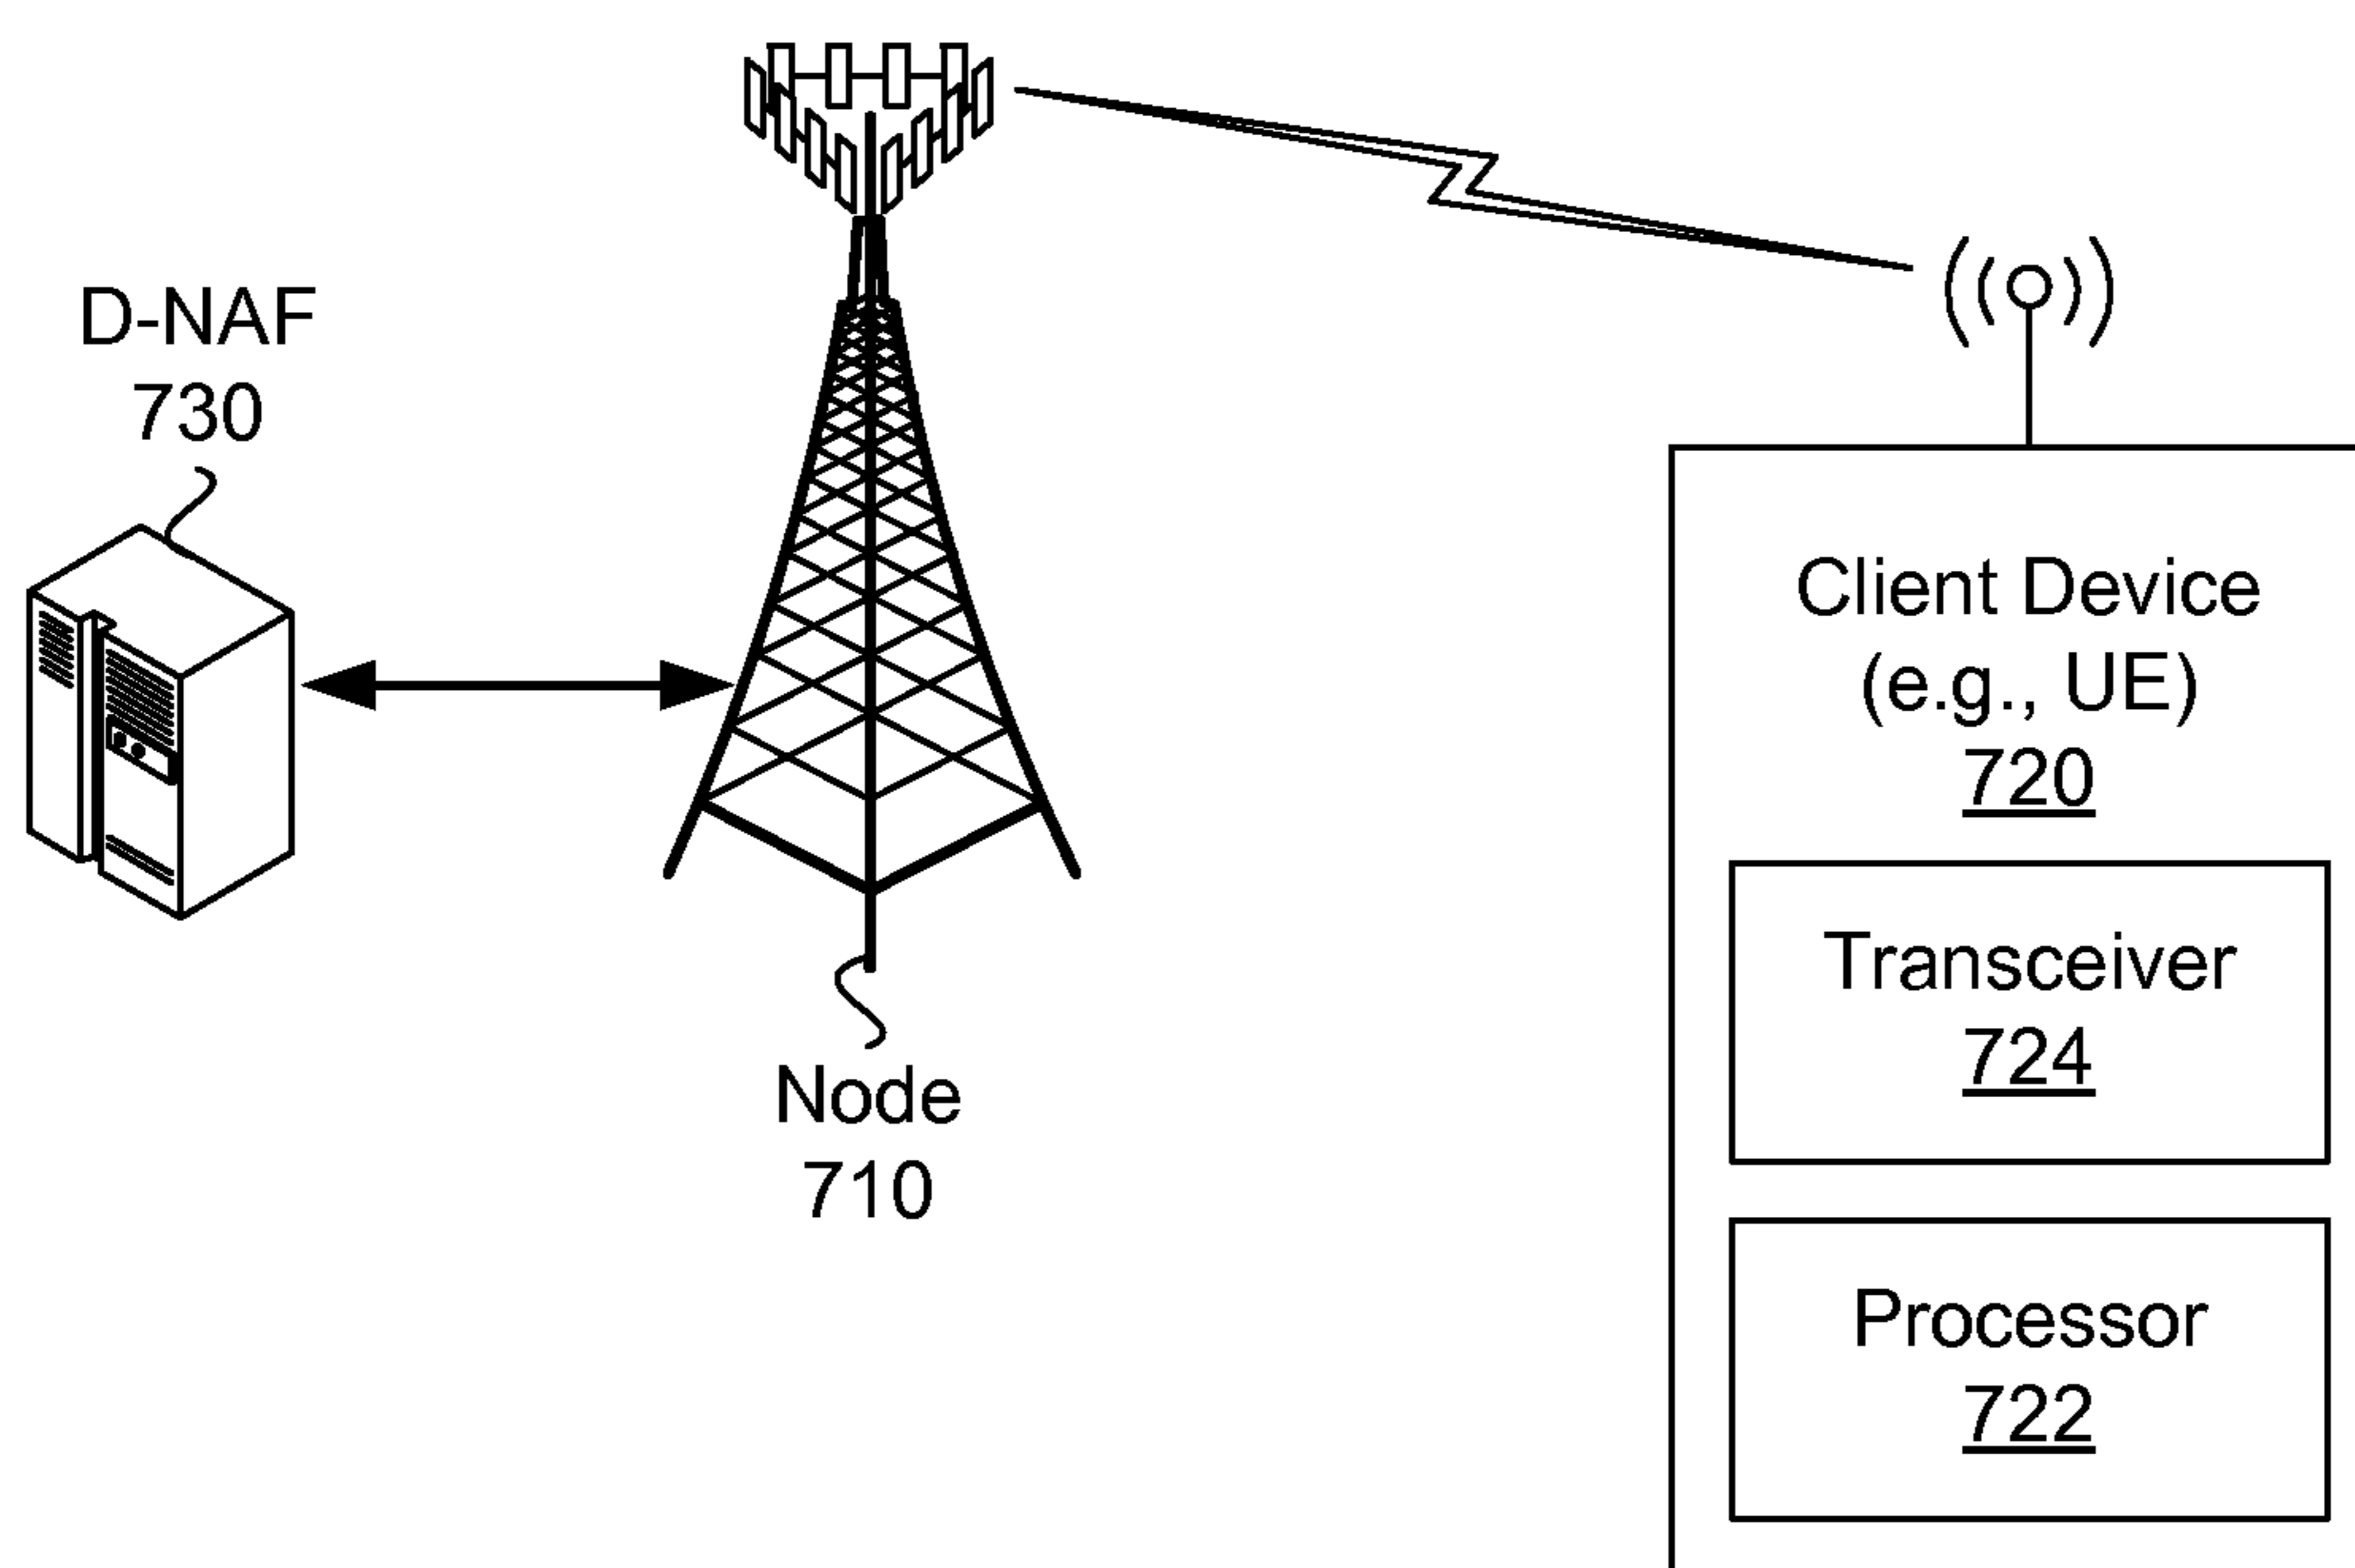 D-NAF
730
Node
710
Client Device
(e.g., UE)
720
Transceiver
724
Processor
722